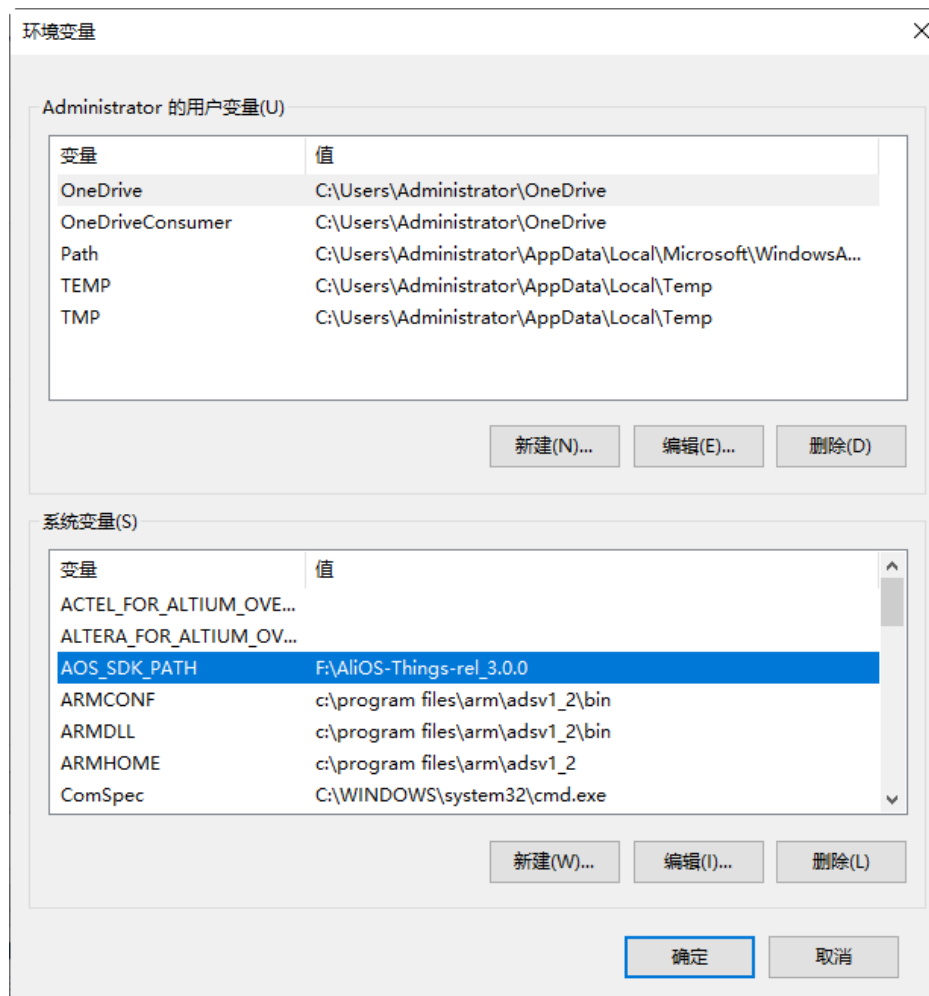 环境变量
Administrator 的用户变量(U)
变量 值
OneDrive C:\Users\Administrator\OneDrive
OneDriveConsumer C:\Users\Administrator\OneDrive
Path C:\Users\Administrator\AppData\Local\Microsoft\WindowsA...
TEMP C:\Users\Administrator\AppData\Local\Temp
TMP C:\Users\Administrator\AppData\Local\Temp
新建(N)... 编辑(E)... 删除(D)
系统变量(S)
变量 值
ACTEL_FOR_ALTIUM_OVE...
ALTERA_FOR_ALTIUM_OV...
AOS_SDK_PATH F:\AliOS-Things-rel_3.0.0
ARMCONF c:\program files\arm\adsv1_2\bin
ARMDLL c:\program files\arm\adsv1_2\bin
ARMHOME c:\program files\arm\adsv1_2
ComSpec C:\WINDOWS\system32\cmd.exe
新建(W)... 编辑(I)... 删除(L)
确定 取消